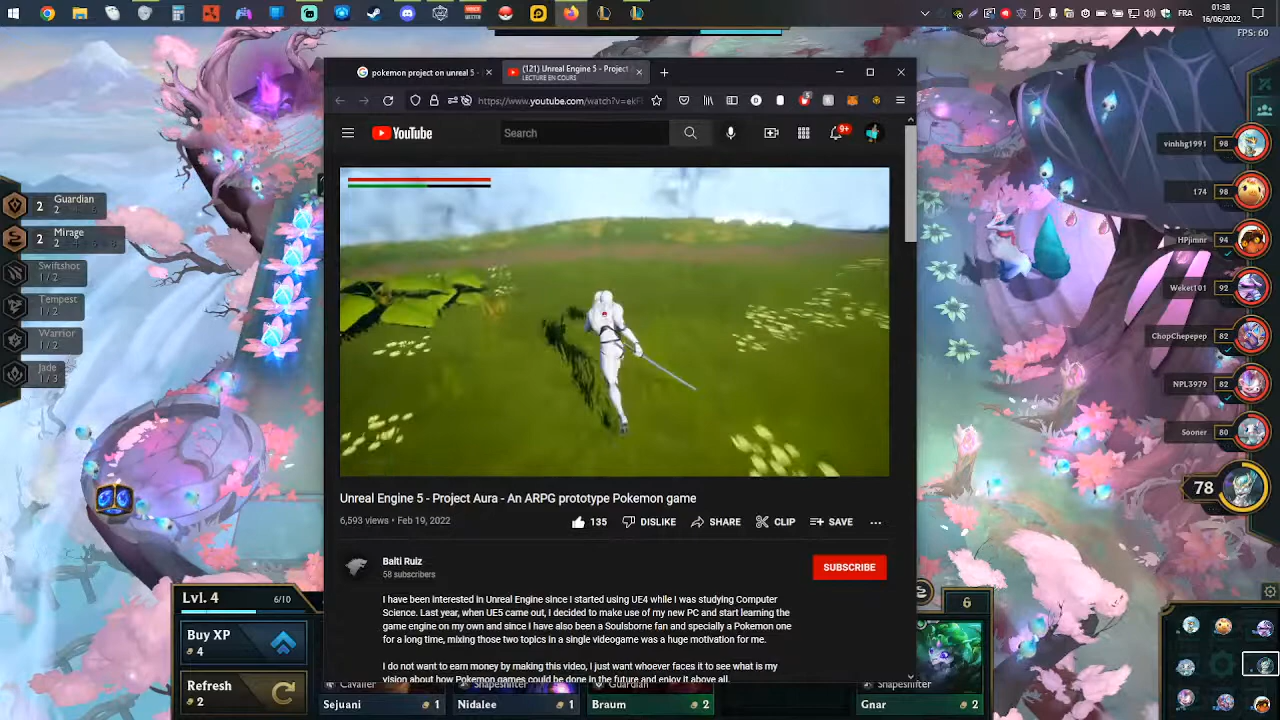 FRA
01:38
16/06/2022
FPS: 60
pokemon project on unreal 5 -
(121) Unreal Engine 5 - Project
LECTURE EN COURS
https://www.youtube.com/watch?v=ekF
5
YouTube
Search
9+
2
Guardian
2
4
6
2
Mirage
2
4
6
8
Swiftshot
1 / 2
Tempest
1 / 2
Warrior
1 / 2
Jade
1 / 3
vinhhg1991
98
174
98
HPjimnr
94
Weket101
92
ChopChepepep
82
NPL3979
82
Sooner
80
78
Unreal Engine 5 - Project Aura - An ARPG prototype Pokemon game
6,593 views • Feb 19, 2022
135
DISLIKE
SHARE
CLIP
SAVE
Balti Ruiz
58 subscribers
SUBSCRIBE
I have been interested in Unreal Engine since I started using UE4 while I was studying Computer
Science. Last year, when UE5 came out, I decided to make use of my new PC and start learning the
game engine on my own and since I have also been a Soulsborne fan and specially a Pokemon one
for a long time, mixing those two topics in a single videogame was a huge motivation for me.
I do not want to earn money by making this video, I just want whoever faces it to see what is my
vision about how Pokemon games could be done in the future and enjoy it above all.
Lvl. 4
6/10
Buy XP
4
Refresh
2
6
Cavalier
Sejuani
1
Shapeshifter
Nidalee
1
Guardian
Braum
2
Shapeshifter
Gnar
2